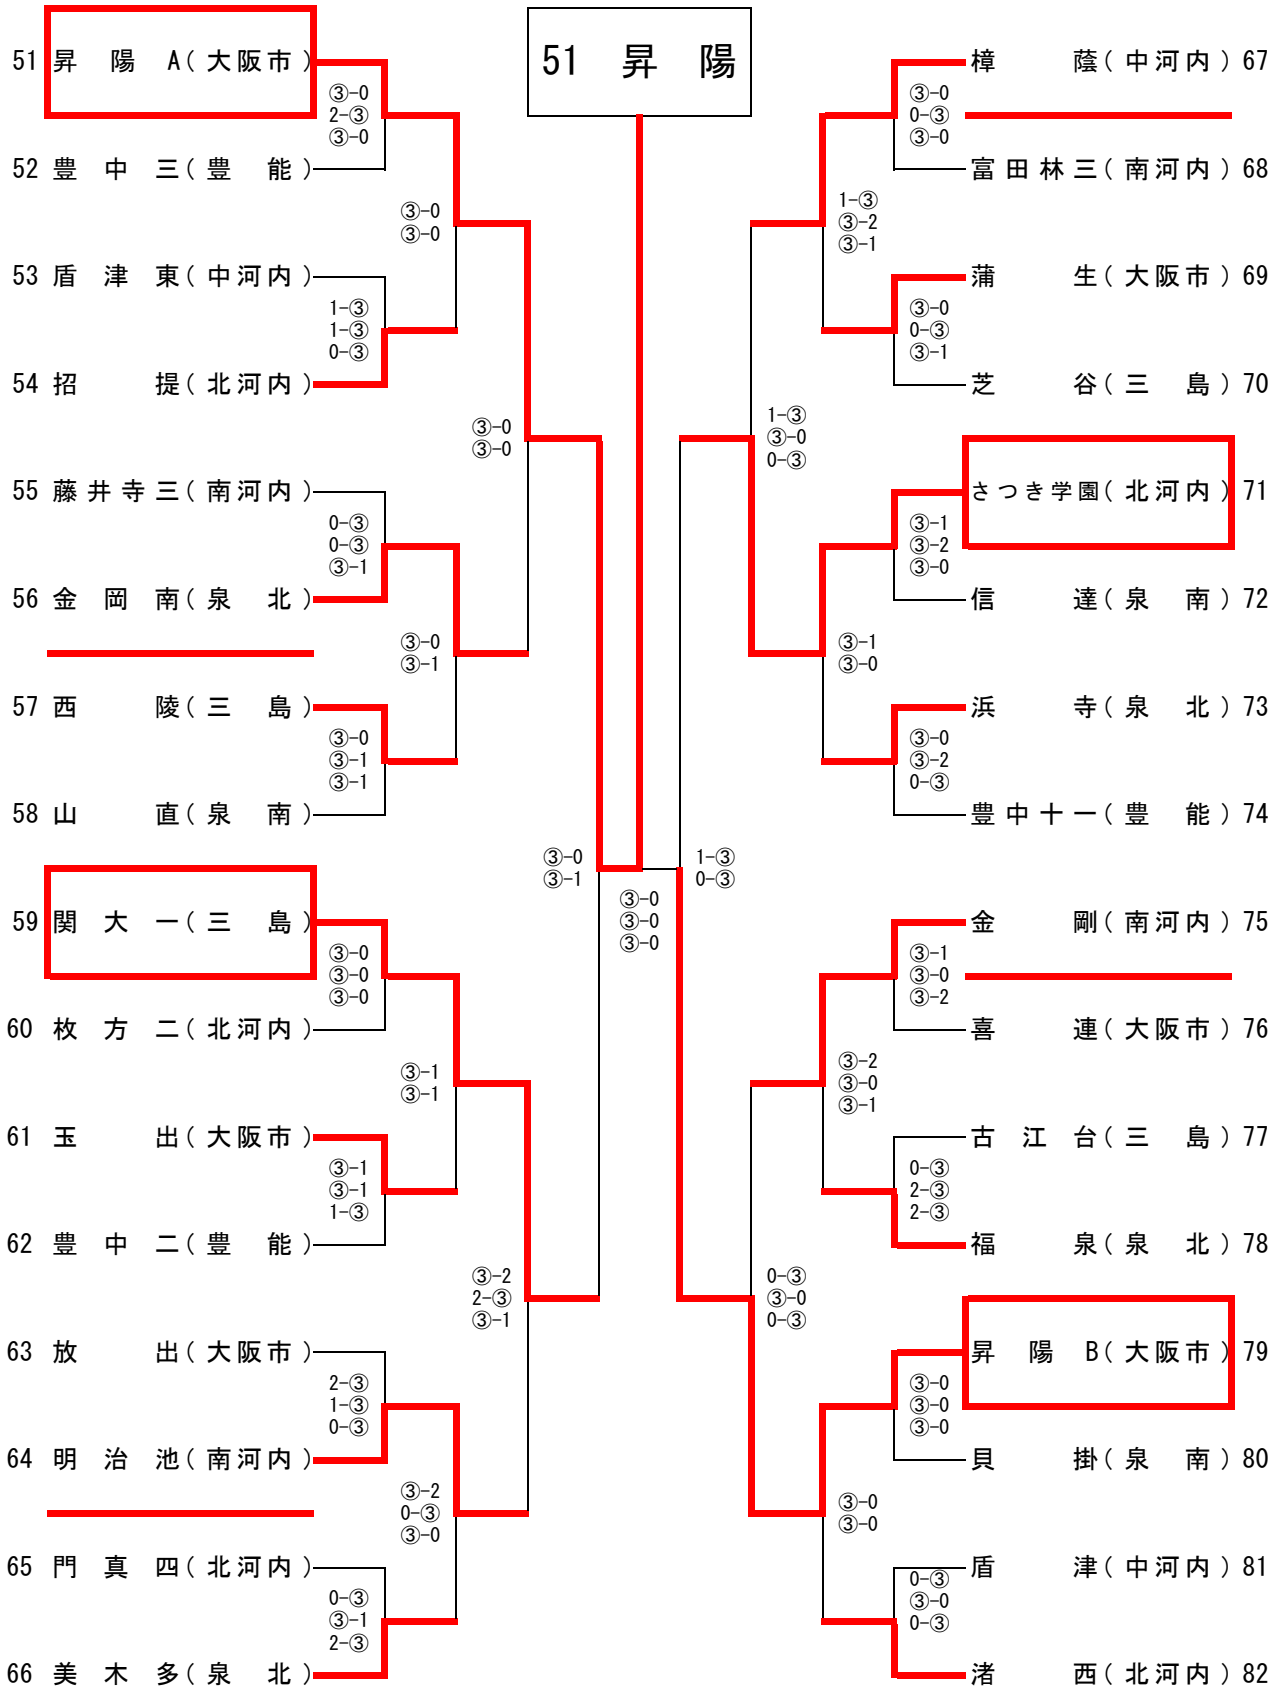 51 昇陽
51 昇陽A(大阪市)
③-0
2-③
③-0
52 豊中三(豊能)
③-0
③-0
53 盾津東(中河内)
1-③
1-③
0-③
54 招提(北河内)
③-0
③-0
55 藤井寺三(南河内)
0-③
0-③
③-1
56 金岡南(泉北)
③-0
③-1
57 西陵(三島)
③-0
③-1
③-1
58 山直(泉南)
③-0
③-1
59 関大一(三島)
③-0
③-0
③-0
60 枚方二(北河内)
③-1
③-1
61 玉出(大阪市)
③-1
③-1
1-③
62 豊中二(豊能)
③-2
2-③
③-1
63 放出(大阪市)
2-③
1-③
0-③
64 明治池(南河内)
③-2
0-③
③-0
65 門真四(北河内)
0-③
③-1
2-③
66 美木多(泉北)
③-0
③-0
③-0
樟蔭(中河内) 67
③-0
0-③
③-0
富田林三(南河内) 68
1-③
③-2
③-1
蒲生(大阪市) 69
③-0
0-③
③-1
芝谷(三島) 70
1-③
③-0
0-③
さつき学園(北河内) 71
③-1
③-2
③-0
信達(泉南) 72
③-1
③-0
浜寺(泉北) 73
③-0
③-2
0-③
豊中十一(豊能) 74
1-③
0-③
金剛(南河内) 75
③-1
③-0
③-2
喜連(大阪市) 76
③-2
③-0
③-1
古江台(三島) 77
0-③
2-③
2-③
福泉(泉北) 78
0-③
③-0
0-③
昇陽B(大阪市) 79
③-0
③-0
③-0
貝掛(泉南) 80
③-0
③-0
盾津(中河内) 81
0-③
③-0
0-③
渚西(北河内) 82